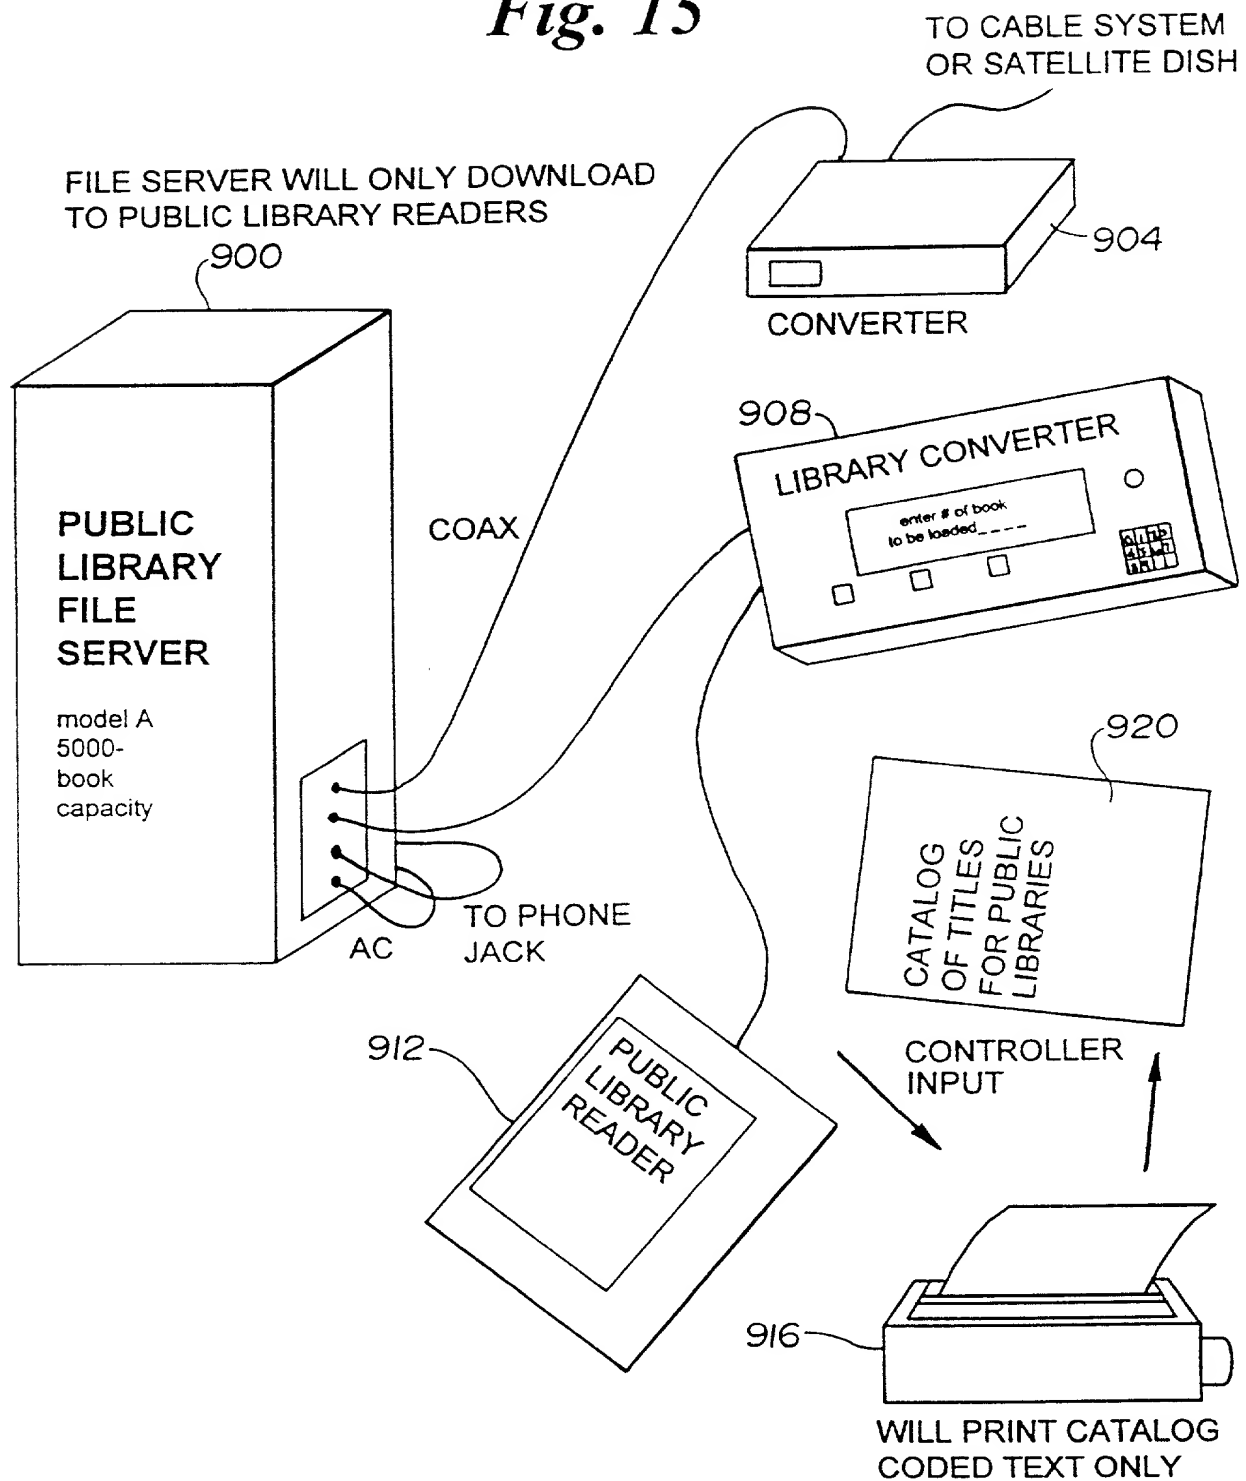 Fig. 15
TO CABLE SYSTEM
OR SATELLITE DISH
FILE SERVER WILL ONLY DOWNLOAD
TO PUBLIC LIBRARY READERS
900
904
CONVERTER
908
LIBRARY CONVERTER
enter # of book
to be loaded_ _ _ _
COAX
PUBLIC
LIBRARY
FILE
SERVER
model A
5000-
book
capacity
920
CATALOG
OF TITLES
FOR PUBLIC
LIBRARIES
AC
TO PHONE
JACK
912
PUBLIC
LIBRARY
READER
CONTROLLER
INPUT
916
WILL PRINT CATALOG
CODED TEXT ONLY